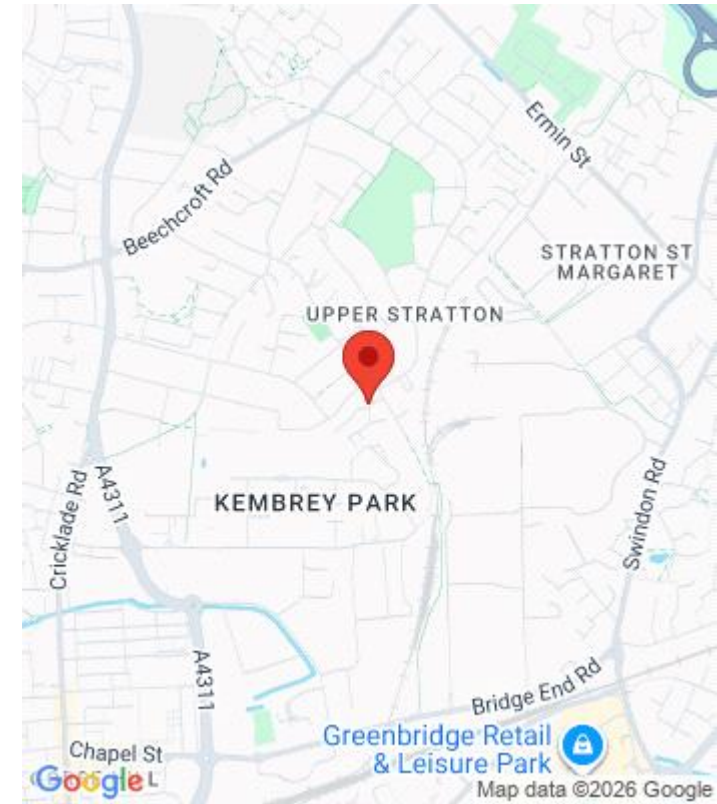 Ermin St
Beechcroft Rd
STRATTON ST
MARGARET
UPPER STRATTON
KEMBREY PARK
Cricklade Rd
A4311
Swindon Rd
A4311
Bridge End Rd
Greenbridge Retail
& Leisure Park
Chapel St
Google
Map data ©2026 Google